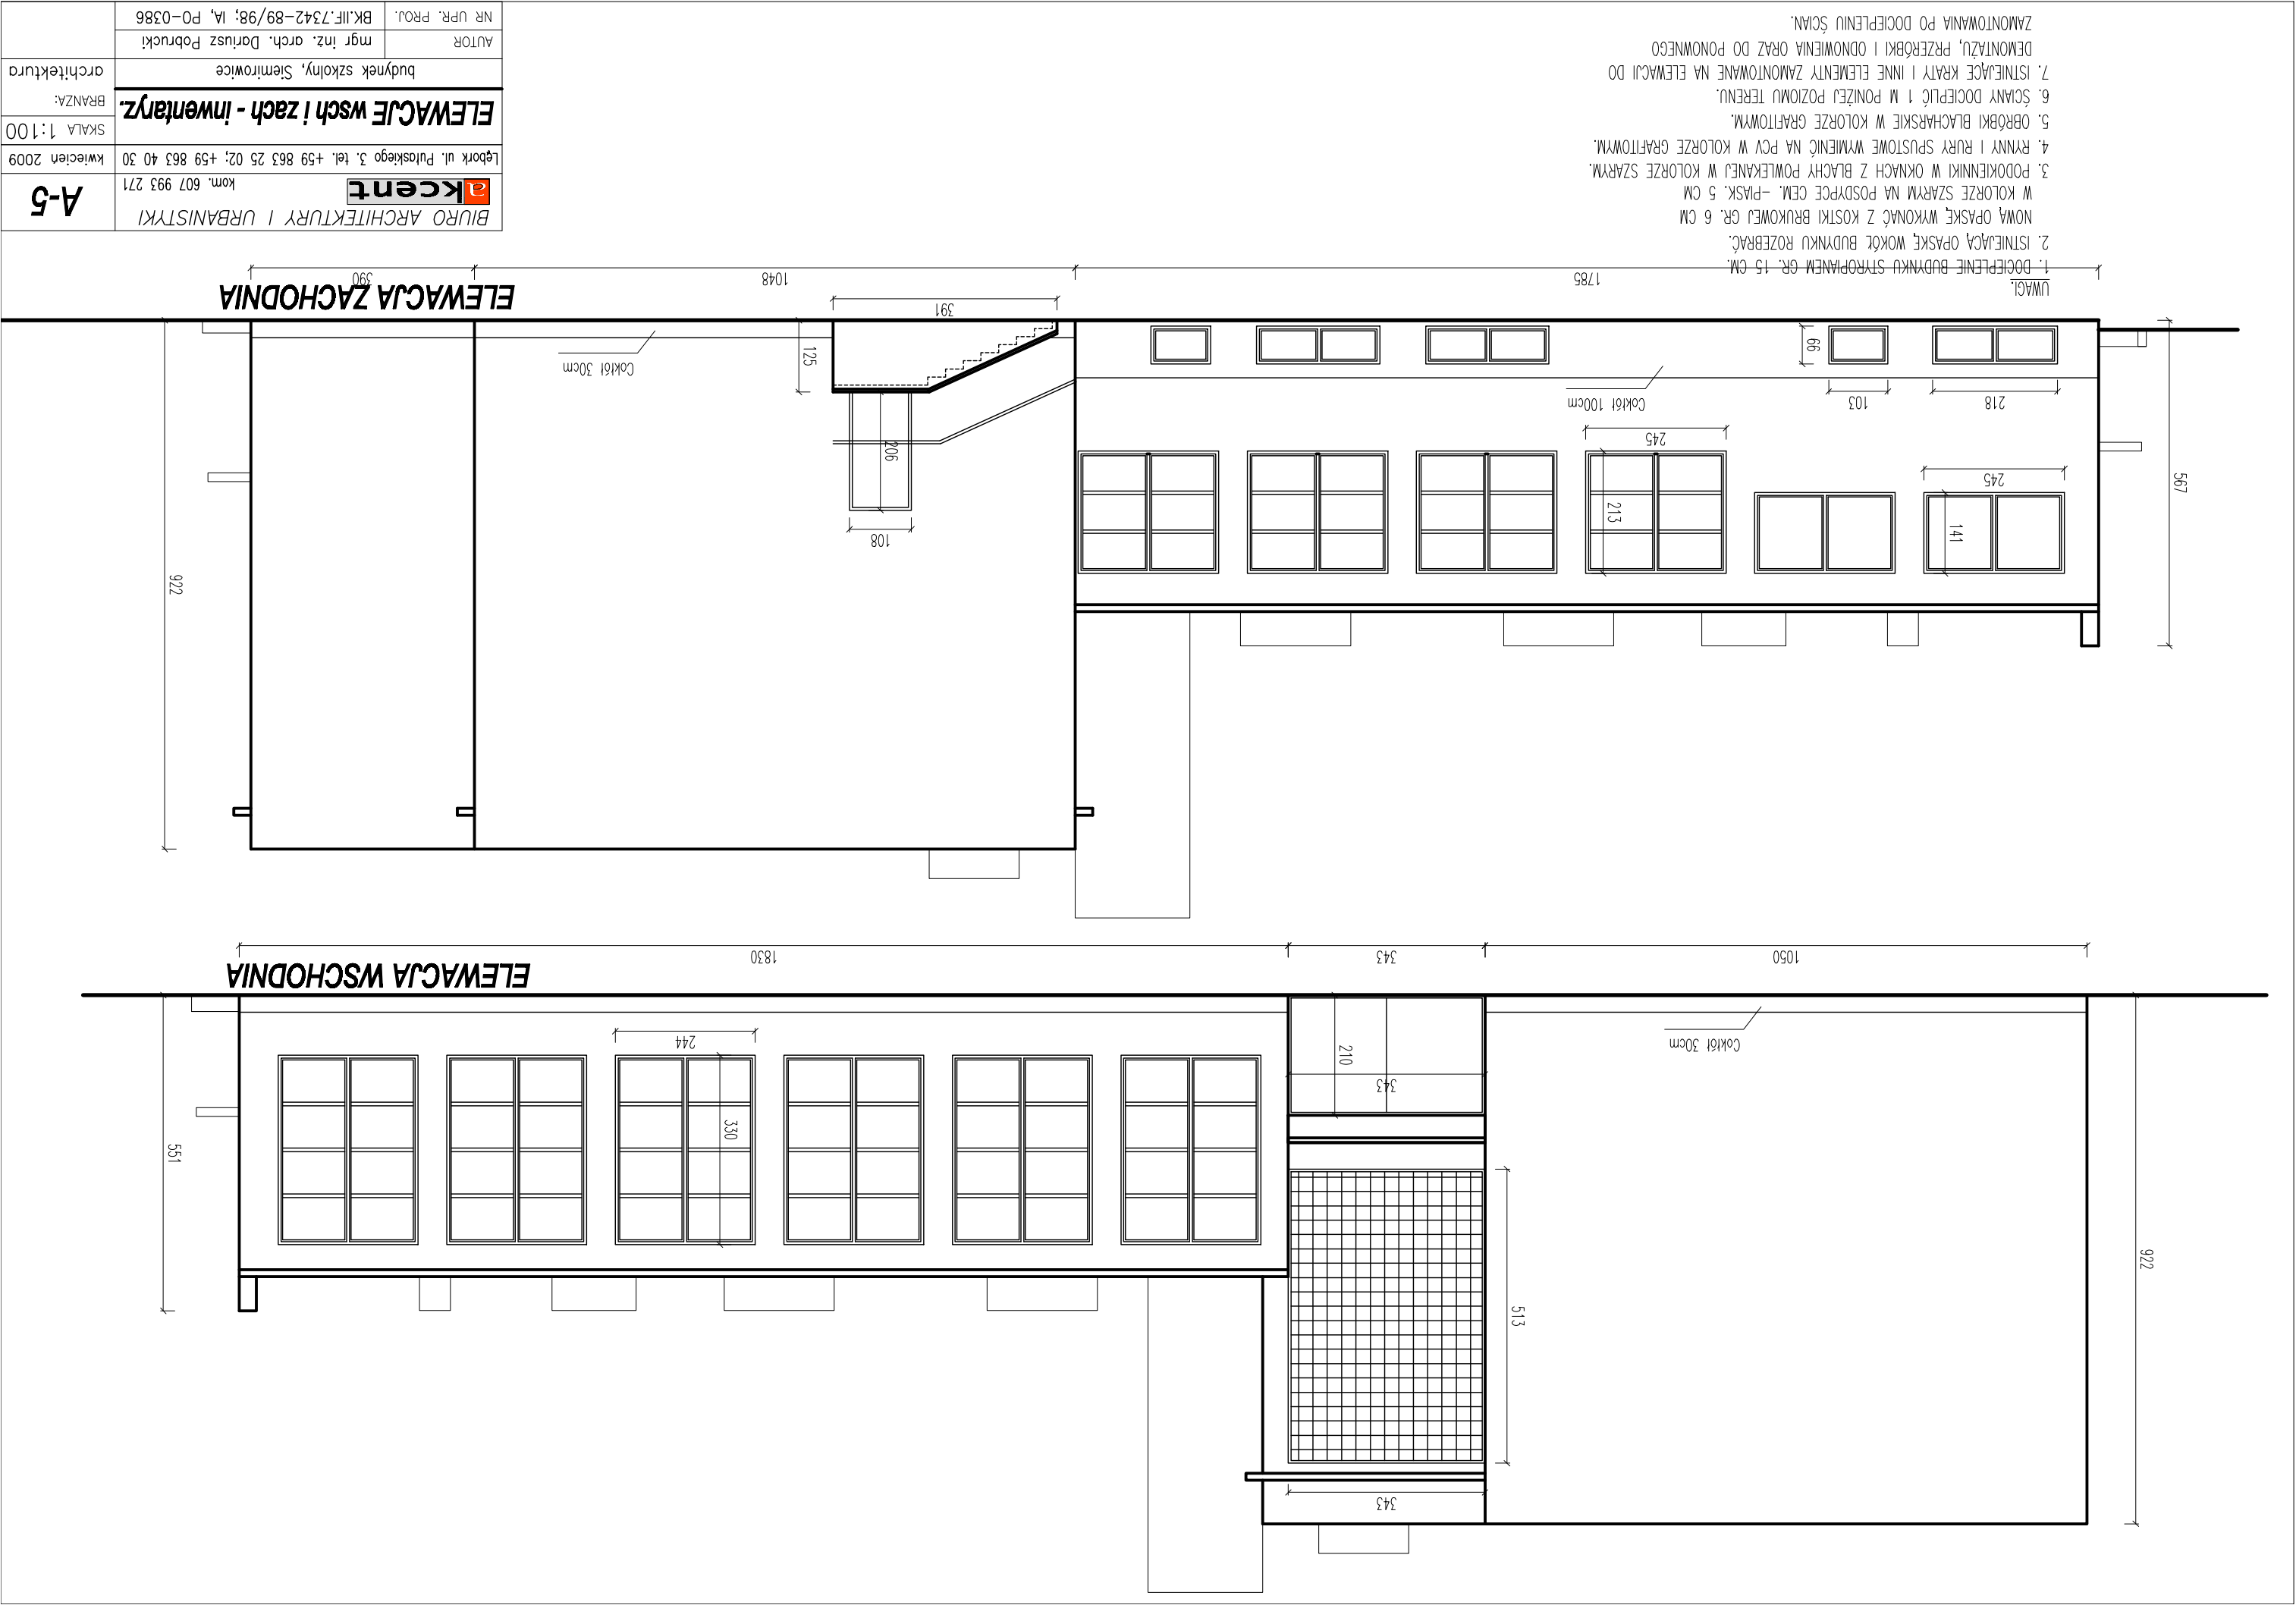 343
513
922
330
551
343
210
244
Cokłół 30cm
ELEWACJA WSCHODNIA
1050
343
1830
922
108
206
141
213
245
245
567
218
103
Cokłół 100cm
66
125
Cokłół 30cm
391
ELEWACJA ZACHODNIA
1785
1048
390
UWAGI.
1. DOCIEPLENIE BUDYNKU STYROPIANEM GR. 15 CM.
2. ISTNIEJĄCĄ OPASKĘ WOKÓŁ BUDYNKU ROZEBRAĆ.
NOWĄ OPASKĘ WYKONAĆ Z KOSTKI BRUKOWEJ GR. 6 CM
W KOLORZE SZARYM NA POSDYPCE CEM. -PIASK. 5 CM
3. PODOKIENNIKI W OKNACH Z BLACHY POWLEKANEJ W KOLORZE SZARYM.
4. RYNNY I RURY SPUSTOWE WYMIENIĆ NA PCV W KOLORZE GRAFITOWYM.
5. OBRÓBKI BLACHARSKIE W KOLORZE GRAFITOWYM.
6. ŚCIANY DOCIEPLIĆ 1 M PONIŻEJ POZIOMU TERENU.
7. ISTNIEJĄCE KRATY I INNE ELEMENTY ZAMONTOWANE NA ELEWACJI DO
DEMONTAŻU, PRZERÓBKI I ODNOWIENIA ORAZ DO PONOWNEGO
ZAMONTOWANIA PO DOCIEPLENIU ŚCIAN.
BIURO ARCHITEKTURY I URBANISTYKI
akcent
kom. 607 993 271
A-5
Lębork ul. Pułaskiego 3. tel. +59 863 25 02; +59 863 40 30
kwiecień 2009
ELEWACJE wsch i zach - inwentaryz.
SKALA 1:100
budynek szkolny, Siemirowice
BRANŻA:
architektura
AUTOR
mgr inż. arch. Dariusz Pobrucki
NR UPR. PROJ.
BK.IIF.7342-89/98; IA, PO-0386